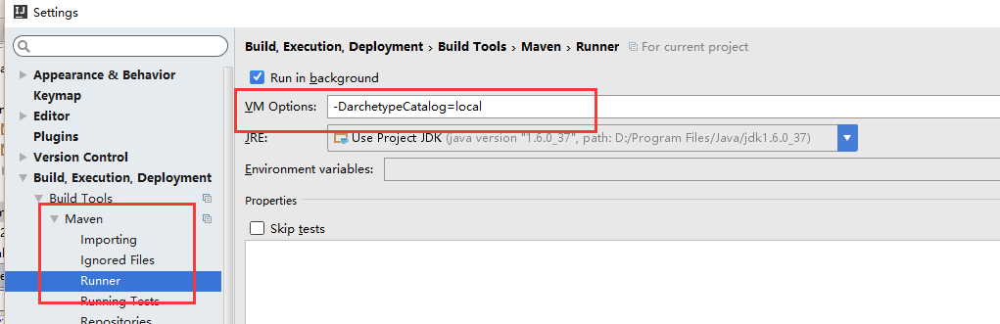 Settings
Build, Execution, Deployment › Build Tools › Maven › Runner For current project
Appearance & Behavior
Keymap
Editor
Plugins
Version Control
Build, Execution, Deployment
Build Tools
Maven
Importing
Ignored Files
Runner
Running Tests
Repositories
Run in background
VM Options: -DarchetypeCatalog=local
JRE: Use Project JDK (java version "1.6.0_37", path: D:/Program Files/Java/jdk1.6.0_37)
Environment variables:
Properties
Skip tests